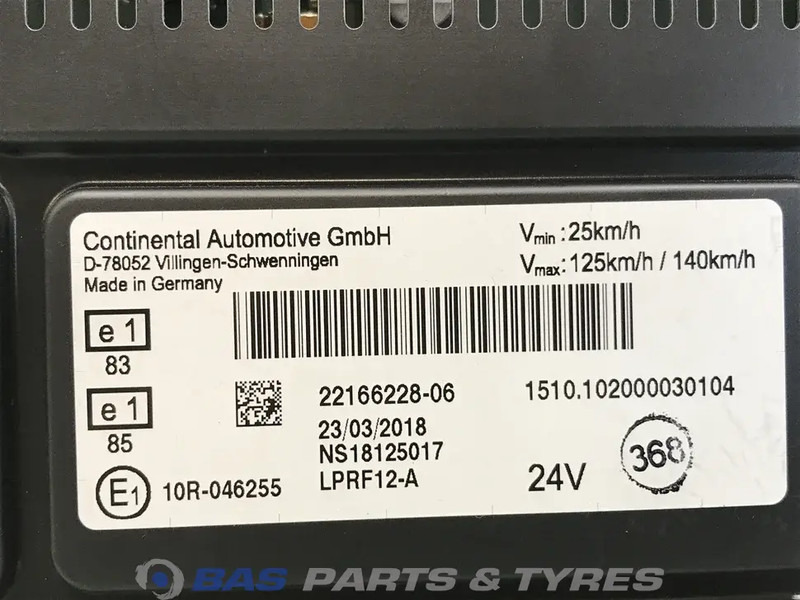 Continental Automotive GmbH
D-78052 Villingen-Schwenningen
Made in Germany
Vmin :25km/h
Vmax:125km/h / 140km/h
e 1
83
e 1
85
E1 10R-046255
22166228-06
23/03/2018
NS18125017
LPRF12-A
1510.102000030104
24V
368
BAS PARTS & TYRES